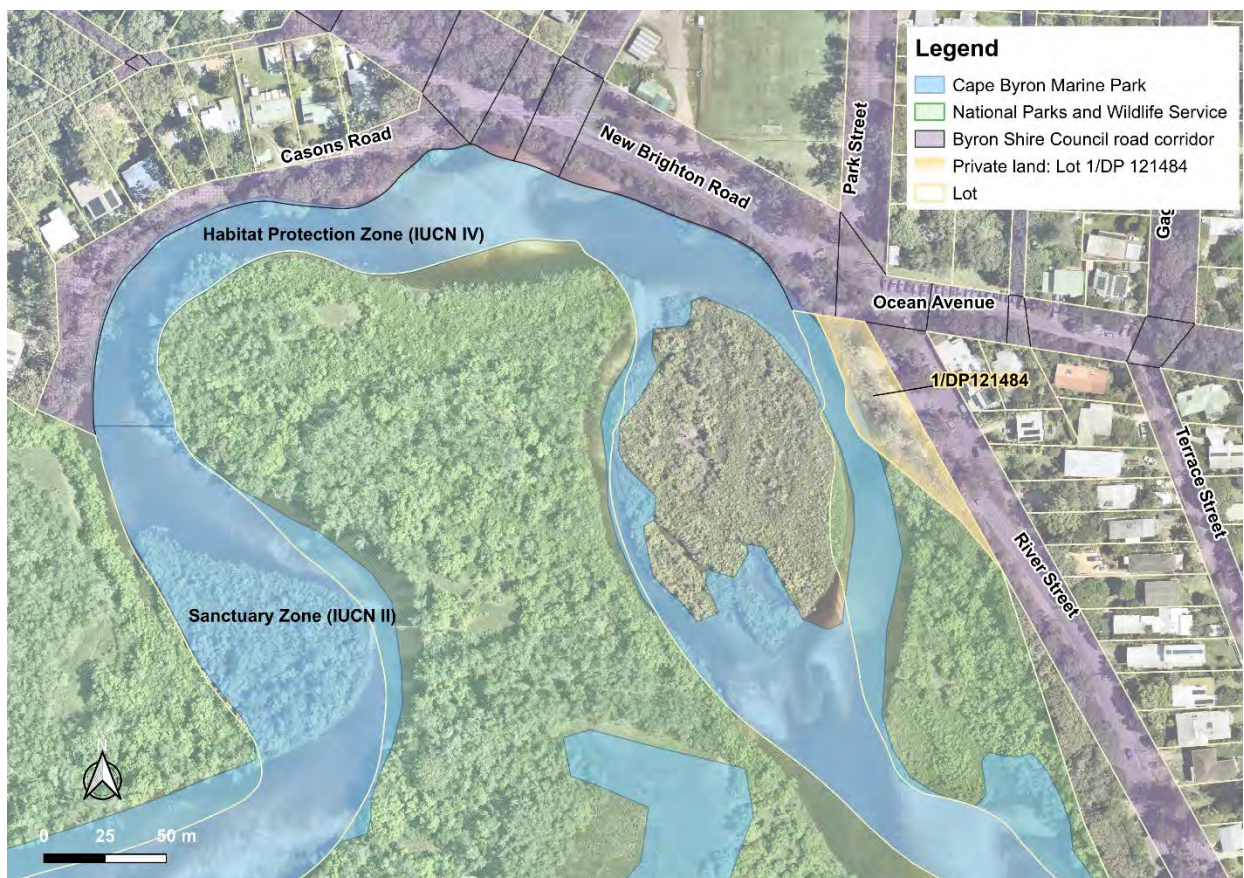 Legend
Cape Byron Marine Park
National Parks and Wildlife Service
Byron Shire Council road corridor
Private land: Lot 1/DP 121484
Lot
Casons Road
New Brighton Road
Park Street
Habitat Protection Zone (IUCN IV)
Ocean Avenue
1/DP121484
Terrace Street
River Street
Sanctuary Zone (IUCN II)
N
0 25 50 m